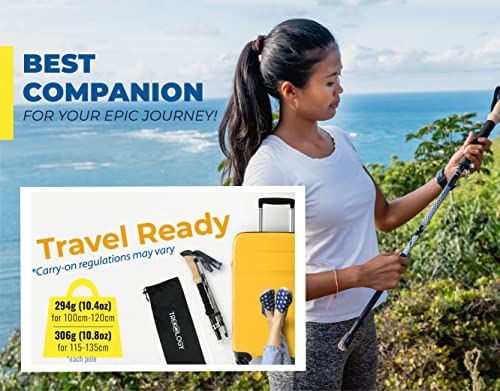 BEST
COMPANION
FOR YOUR EPIC JOURNEY!
Travel Ready
*Carry-on regulations may vary
294g (10.4oz)
for 100cm-120cm
306g (10.8oz)
for 115-135cm
*each pole
TREKOLOGY